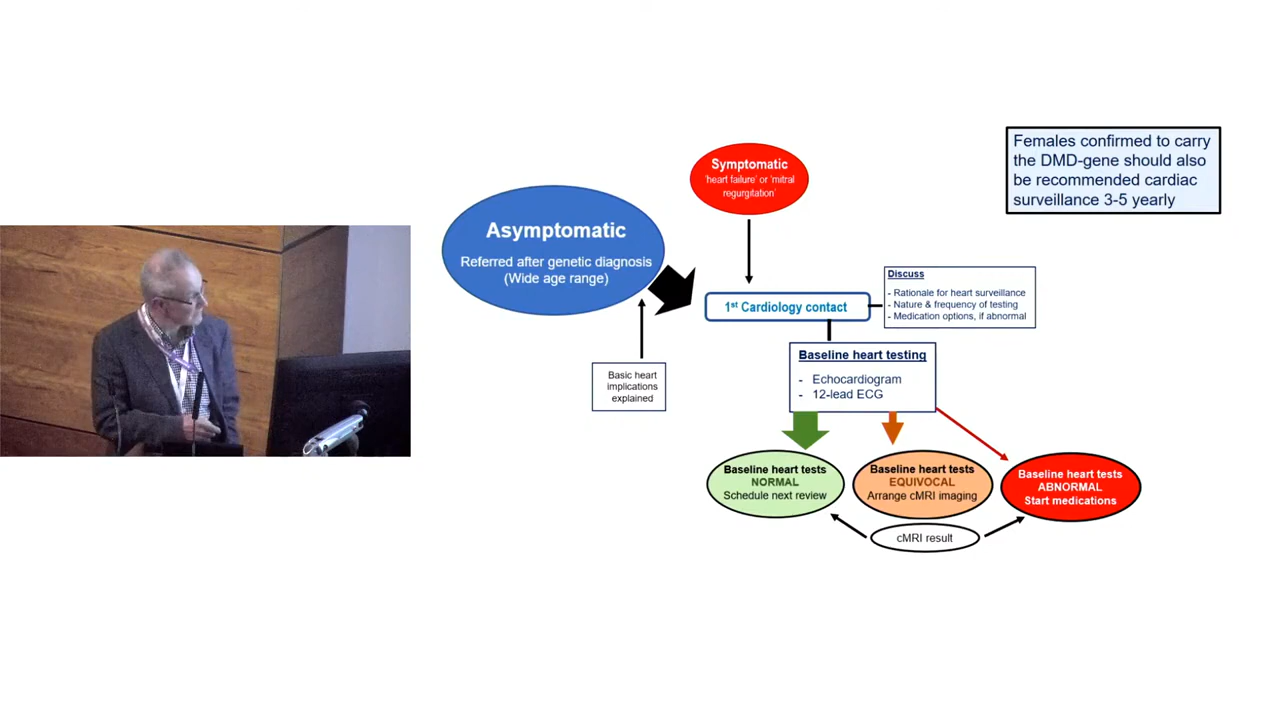 Females confirmed to carry
the DMD-gene should also
be recommended cardiac
surveillance 3-5 yearly
Symptomatic
'heart failure' or 'mitral
regurgitation'
Asymptomatic
Referred after genetic diagnosis
(Wide age range)
1st Cardiology contact
Discuss
- Rationale for heart surveillance
- Nature & frequency of testing
- Medication options, if abnormal
Basic heart
implications
explained
Baseline heart testing
- Echocardiogram
- 12-lead ECG
Baseline heart tests
NORMAL
Schedule next review
Baseline heart tests
EQUIVOCAL
Arrange cMRI imaging
Baseline heart tests
ABNORMAL
Start medications
cMRI result